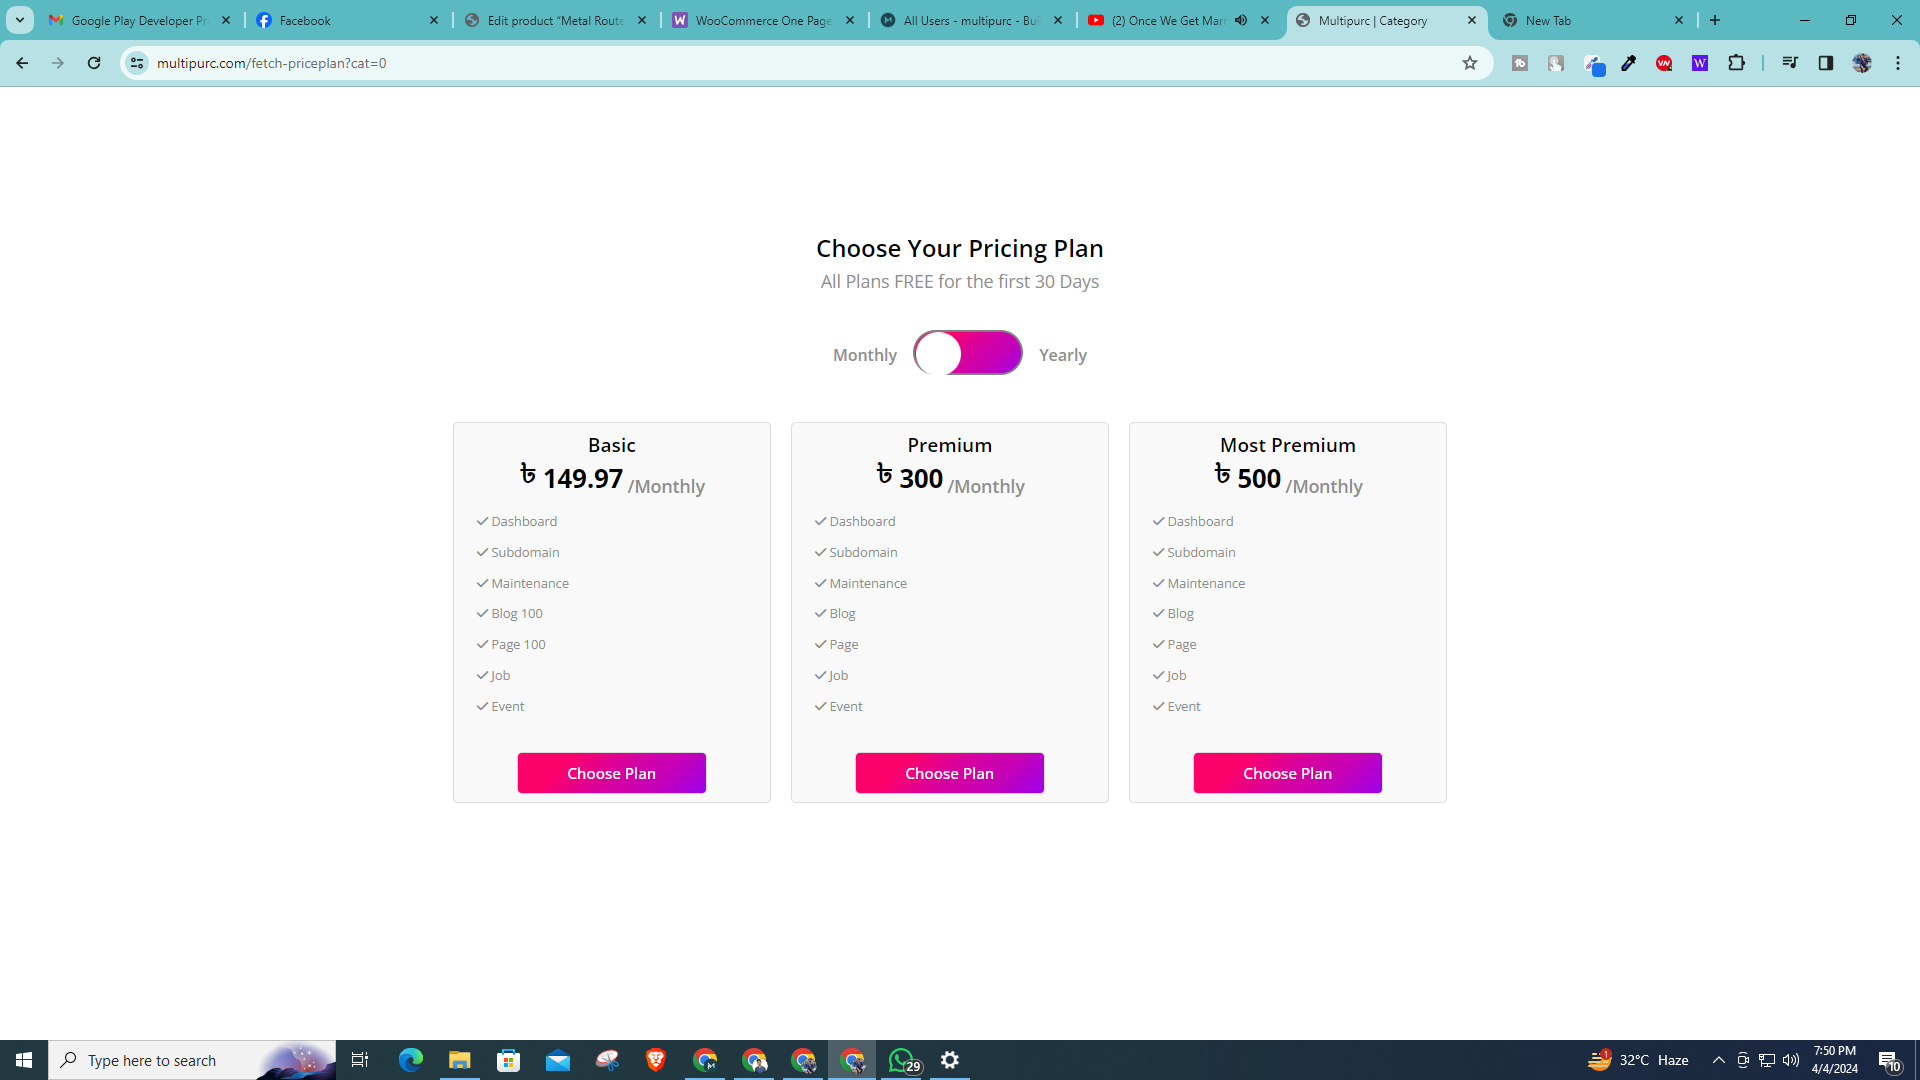 Google Play Developer Pr
Facebook
Edit product “Metal Route
WooCommerce One Page
All Users - multipurc - Bui
(2) Once We Get Marr
Multipurc | Category
New Tab
multipurc.com/fetch-priceplan?cat=0
Choose Your Pricing Plan
All Plans FREE for the first 30 Days
Monthly
Yearly
Basic
৳ 149.97 /Monthly
Dashboard
Subdomain
Maintenance
Blog 100
Page 100
Job
Event
Choose Plan
Premium
৳ 300 /Monthly
Dashboard
Subdomain
Maintenance
Blog
Page
Job
Event
Choose Plan
Most Premium
৳ 500 /Monthly
Dashboard
Subdomain
Maintenance
Blog
Page
Job
Event
Choose Plan
Type here to search
29
1
32°C Haze
7:50 PM
4/4/2024
10